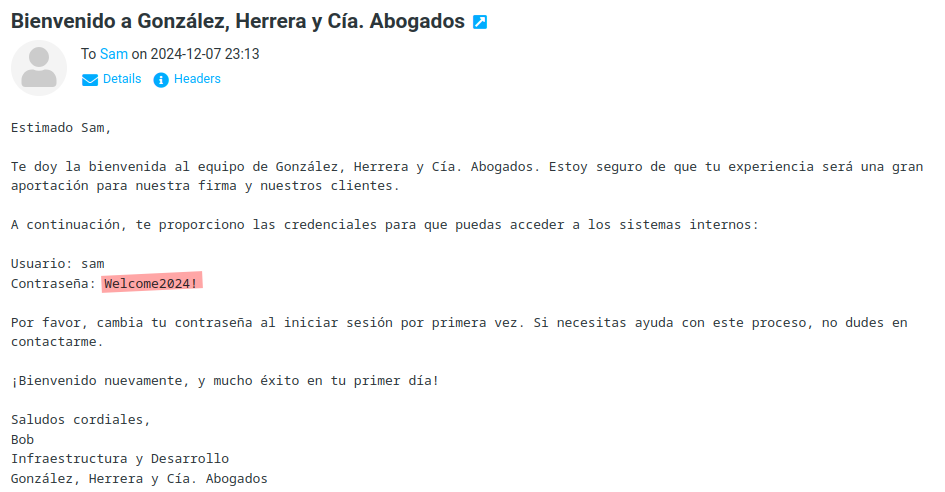 Bienvenido a González, Herrera y Cía. Abogados
To Sam on 2024-12-07 23:13
Details Headers
Estimado Sam,
Te doy la bienvenida al equipo de González, Herrera y Cía. Abogados. Estoy seguro de que tu experiencia será una gran
aportación para nuestra firma y nuestros clientes.
A continuación, te proporciono las credenciales para que puedas acceder a los sistemas internos:
Usuario: sam
Contraseña: Welcome2024!
Por favor, cambia tu contraseña al iniciar sesión por primera vez. Si necesitas ayuda con este proceso, no dudes en
contactarme.
¡Bienvenido nuevamente, y mucho éxito en tu primer día!
Saludos cordiales,
Bob
Infraestructura y Desarrollo
González, Herrera y Cía. Abogados